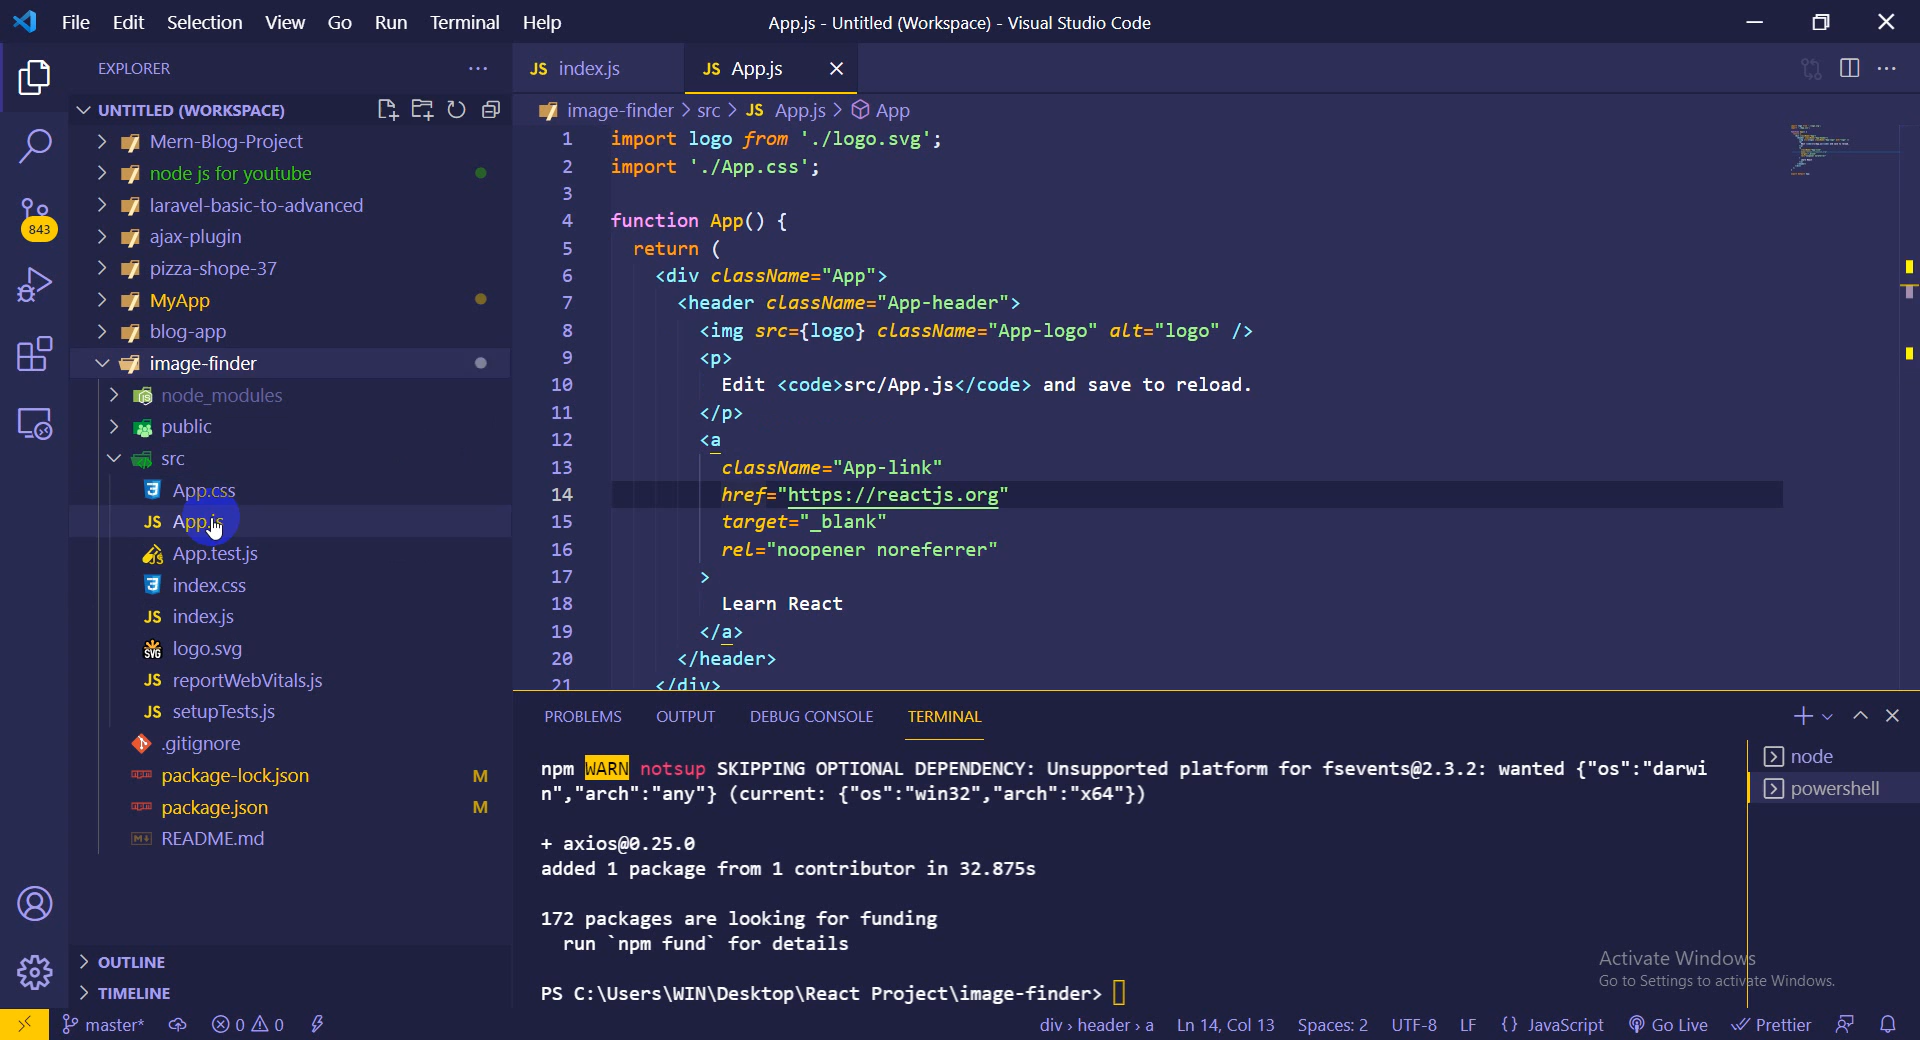 File Edit Selection View Go Run Terminal Help
App.js - Untitled (Workspace) - Visual Studio Code
EXPLORER
UNTITLED (WORKSPACE)
Mern-Blog-Project
node js for youtube
laravel-basic-to-advanced
ajax-plugin
pizza-shope-37
MyApp
blog-app
image-finder
node_modules
public
src
App.css
App.js
App.test.js
index.css
index.js
logo.svg
reportWebVitals.js
setupTests.js
.gitignore
package-lock.json M
package.json M
README.md
OUTLINE
TIMELINE
843
JS index.js
JS App.js
image-finder > src > JS App.js > App
1 import logo from './logo.svg';
2 import './App.css';
3
4 function App() {
5 return (
6 <div className="App">
7 <header className="App-header">
8 <img src={logo} className="App-logo" alt="logo" />
9 <p>
10 Edit <code>src/App.js</code> and save to reload.
11 </p>
12 <a
13 className="App-link"
14 href="https://reactjs.org"
15 target="_blank"
16 rel="noopener noreferrer"
17 >
18 Learn React
19 </a>
20 </header>
21 </div>
PROBLEMS OUTPUT DEBUG CONSOLE TERMINAL
npm WARN notsup SKIPPING OPTIONAL DEPENDENCY: Unsupported platform for fsevents@2.3.2: wanted {"os":"darwi
n","arch":"any"} (current: {"os":"win32","arch":"x64"})
+ axios@0.25.0
added 1 package from 1 contributor in 32.875s
172 packages are looking for funding
run `npm fund` for details
PS C:\Users\WIN\Desktop\React Project\image-finder>
node
powershell
Activate Windows
Go to Settings to activate Windows.
master* 0 0
div › header › a Ln 14, Col 13 Spaces: 2 UTF-8 LF {} JavaScript Go Live Prettier